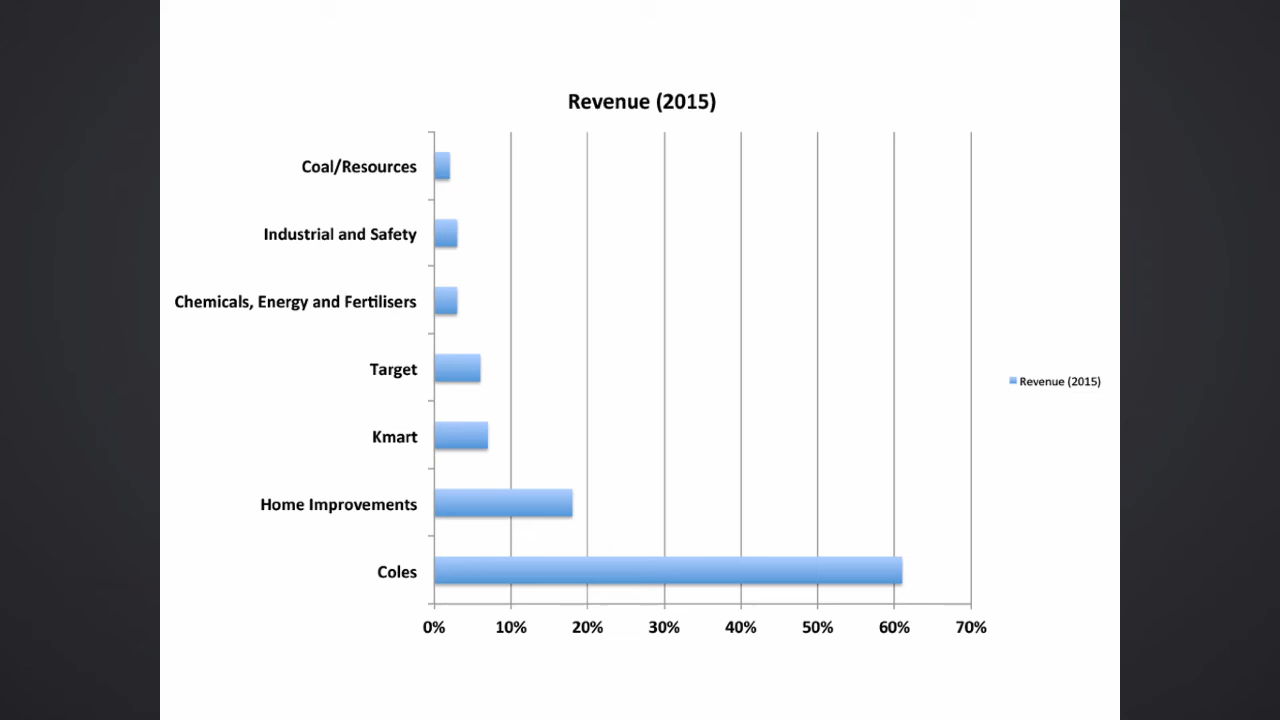 Revenue (2015)
Coal/Resources
Industrial and Safety
Chemicals, Energy and Fertilisers
Target
Kmart
Home Improvements
Coles
0% 10% 20% 30% 40% 50% 60% 70%
Revenue (2015)